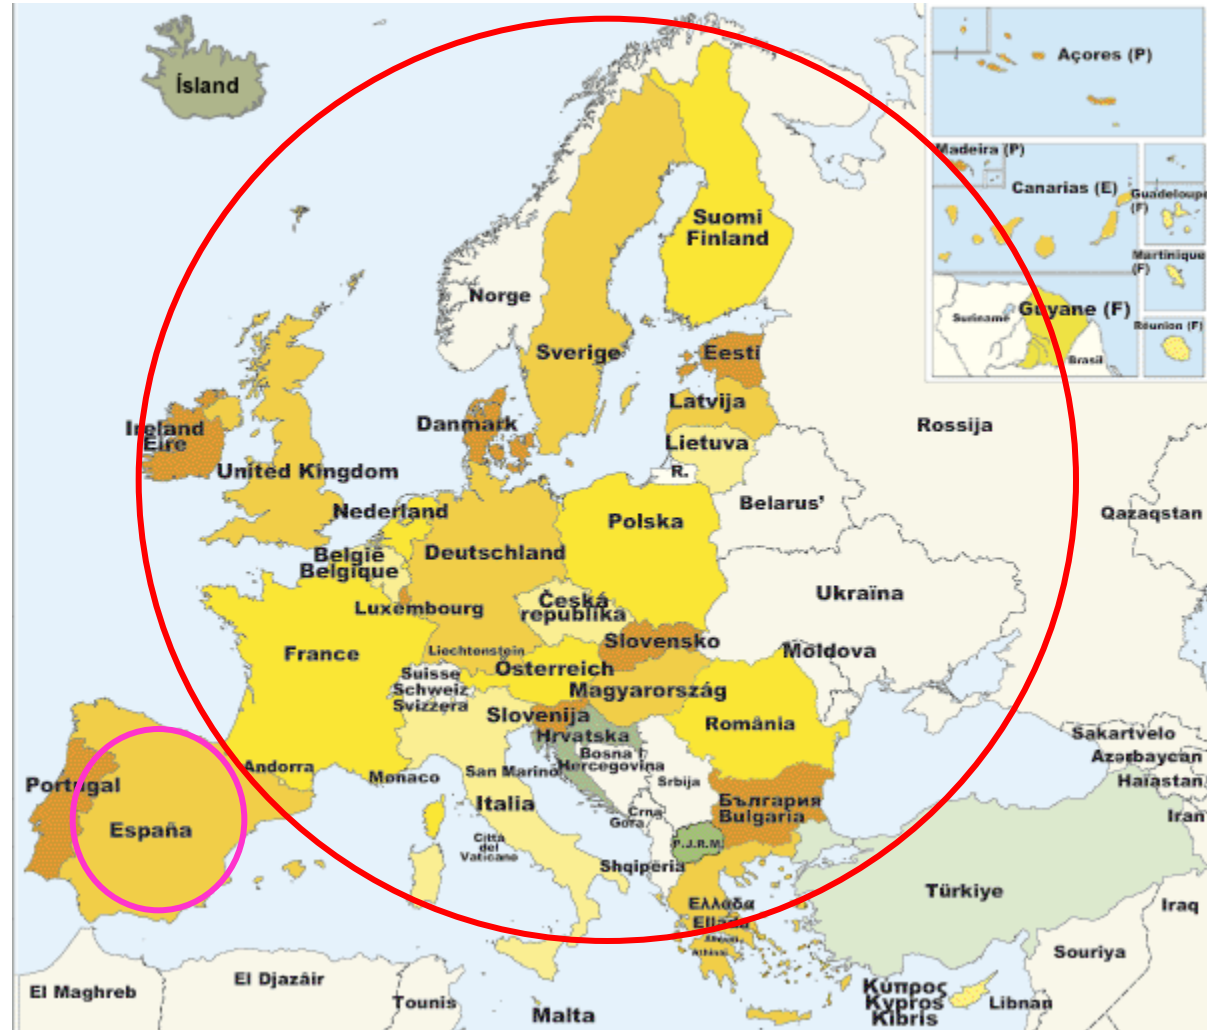 Ísland
Açores (P)
Madeira (P)
Canarias (E)
Guadeloupe
(F)
Martinique
(F)
Guyane (F)
Suriname
Brasil
Réunion (F)
Suomi
Finland
Norge
Sverige
Eesti
Latvija
Lietuva
R.
Danmark
Ireland
Éire
United Kingdom
Nederland
België
Belgique
Deutschland
Polska
Belarus'
Rossija
Qazaqstan
Luxembourg
Česká
republika
Ukraïna
Slovensko
Moldova
France
Liechtenstein
Österreich
Suisse
Schweiz
Svizzera
Magyarország
Slovenija
Hrvatska
România
Bosna i
Hercegovina
Srbija
Sakartvelo
Azərbaycan
Haïastan
Iran
Andorra
Monaco
San Marino
Portugal
España
Italia
Città
del
Vaticano
Crna
Gora
България
Bulgaria
P.J.R.M.
Shqipëria
Türkiye
Ελλάδα
Ellada
Athinai
Iraq
Souriya
El Maghreb
El Djazâir
Tounis
Malta
Κύπρος
Kypros
Kibris
Libnan